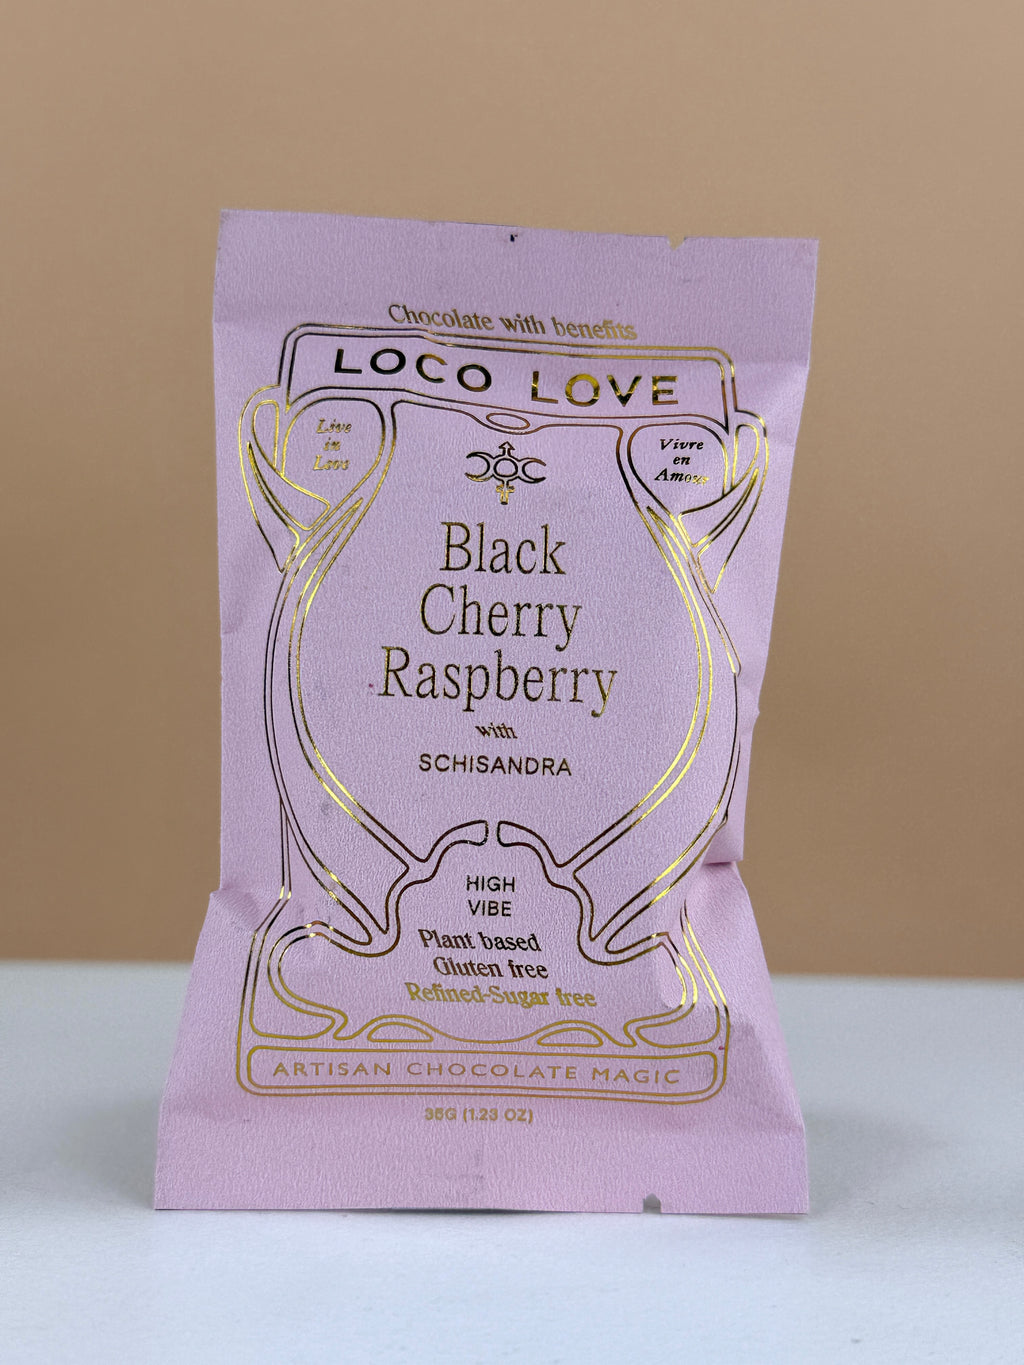 Chocolate with benefits
LOCO LOVE
Live
in
Love
Vivre
en
Amour
Black
Cherry
Raspberry
with
SCHISANDRA
HIGH
VIBE
Plant based
Gluten free
Refined-Sugar free
ARTISAN CHOCOLATE MAGIC
35G (1.23 OZ)